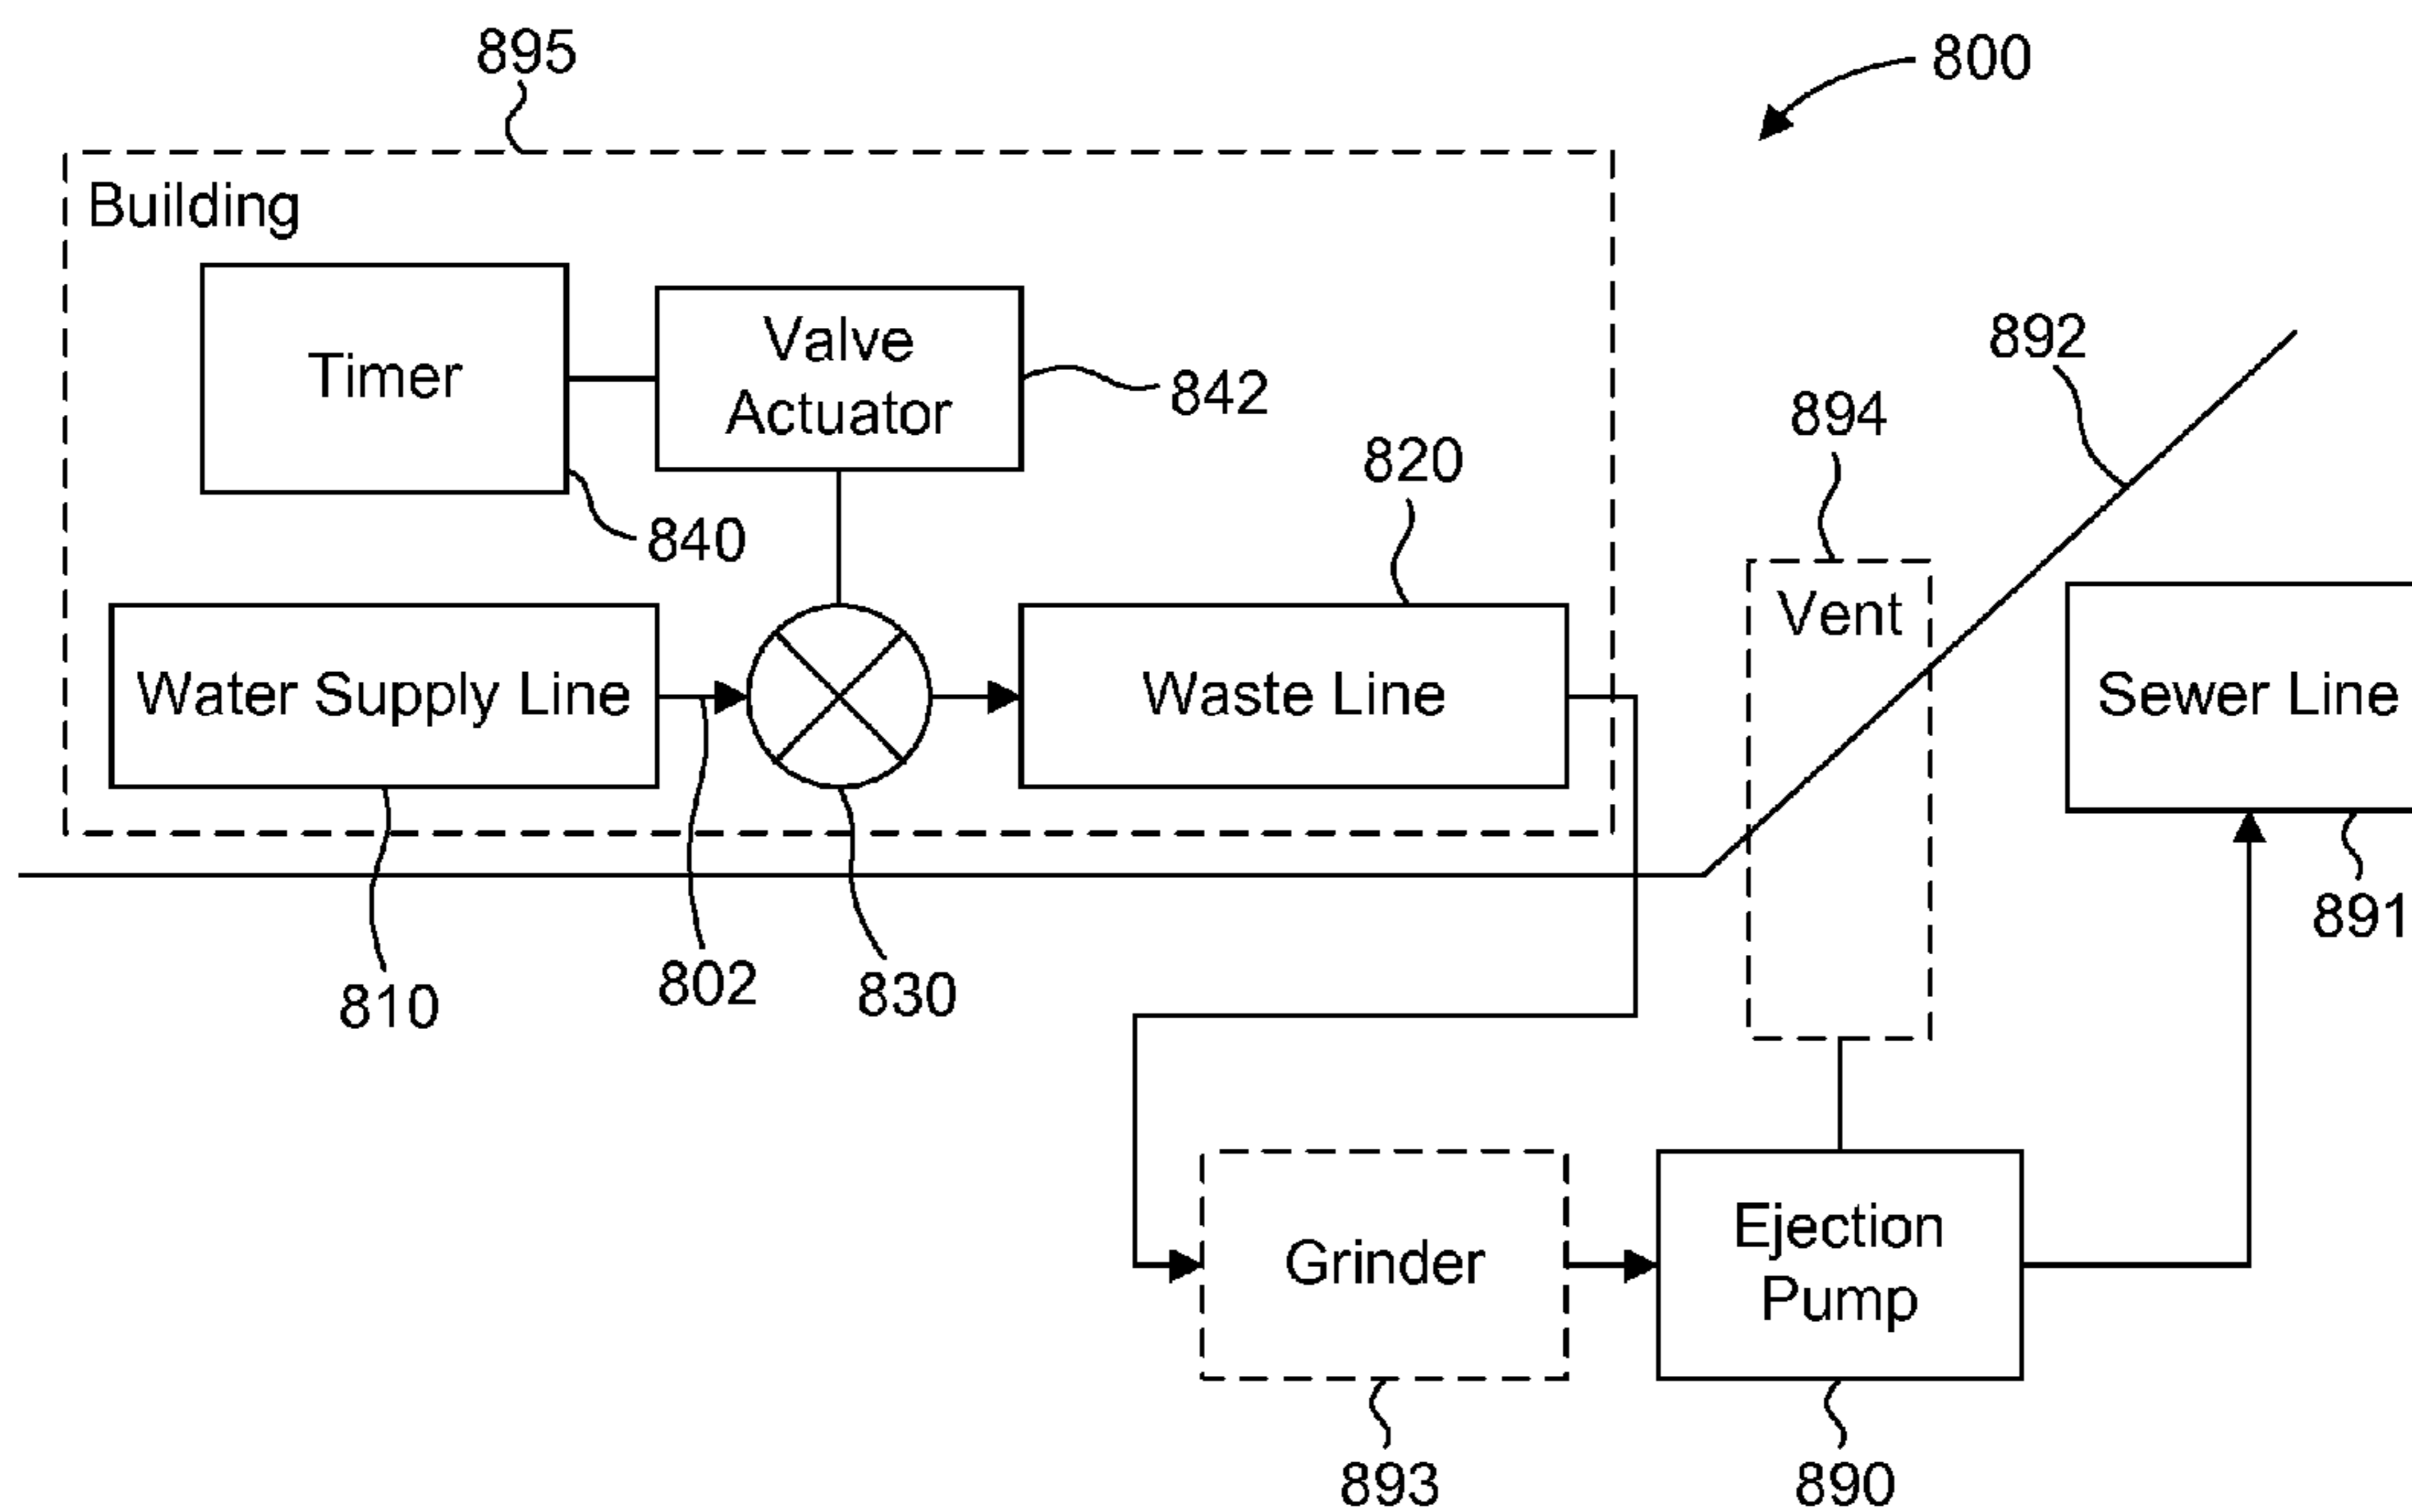 895
800
Building
Timer
Valve
Actuator
842
892
894
820
840
Vent
Water Supply Line
Waste Line
Sewer Line
891
810
802
830
Grinder
Ejection
Pump
893
890